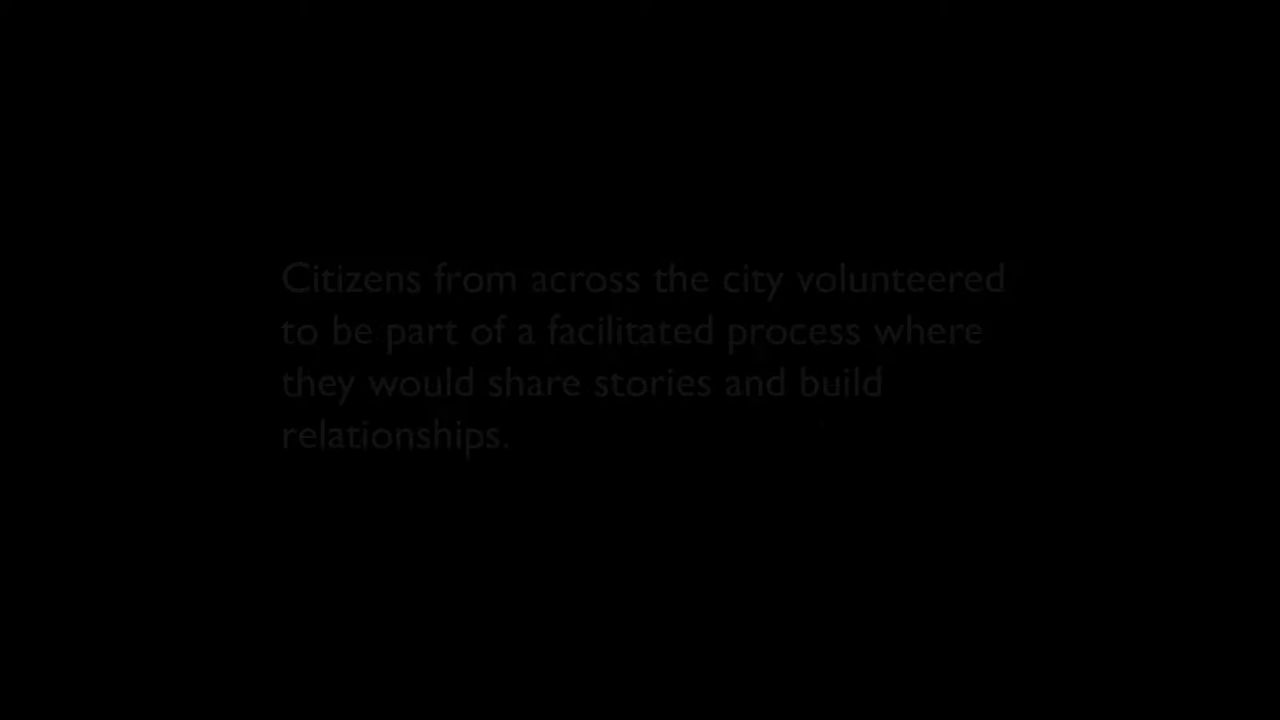 Citizens from across the city volunteered
to be part of a facilitated process where
they would share stories and build
relationships.